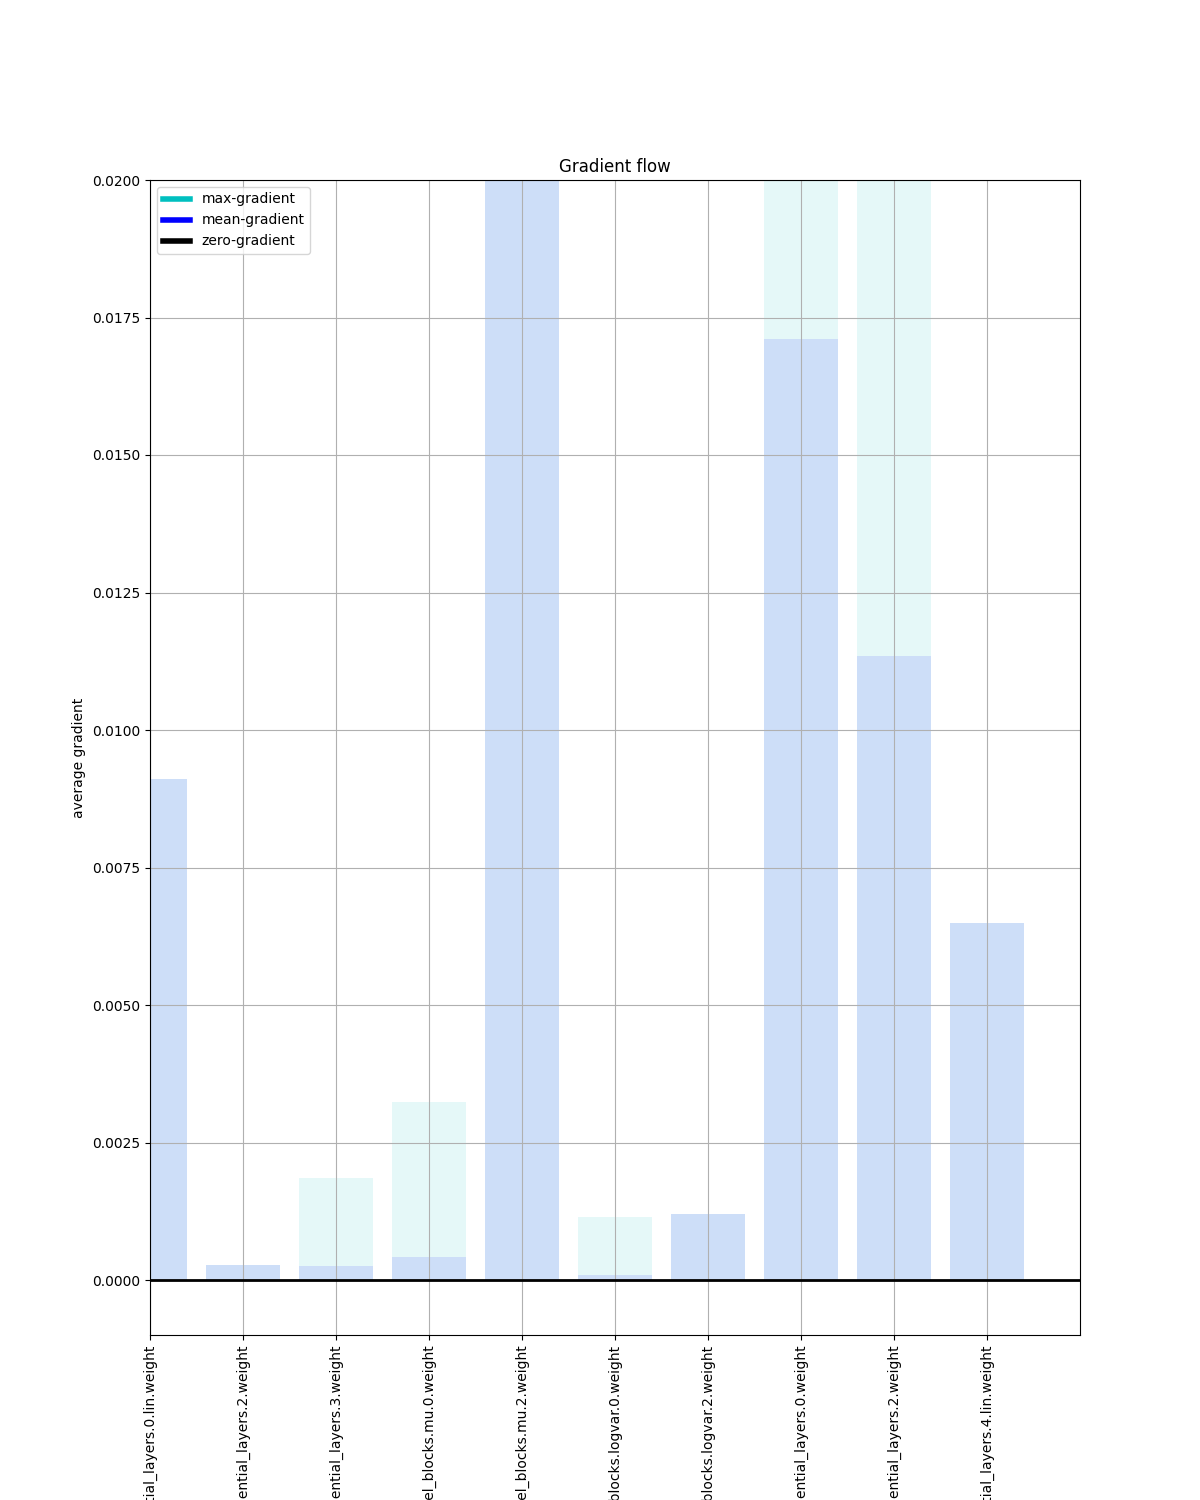 Gradient flow
max-gradient
mean-gradient
zero-gradient
0.0200
0.0175
0.0150
0.0125
0.0100
0.0075
0.0050
0.0025
0.0000
average gradient
tial_layers.0.lin.weight
ential_layers.2.weight
ential_layers.3.weight
el_blocks.mu.0.weight
el_blocks.mu.2.weight
blocks.logvar.0.weight
blocks.logvar.2.weight
ential_layers.0.weight
ential_layers.2.weight
tial_layers.4.lin.weight